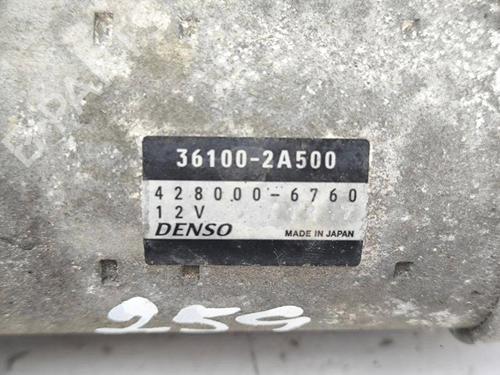 36100-2A500
428000-6760
12V
DENSO MADE IN JAPAN
259